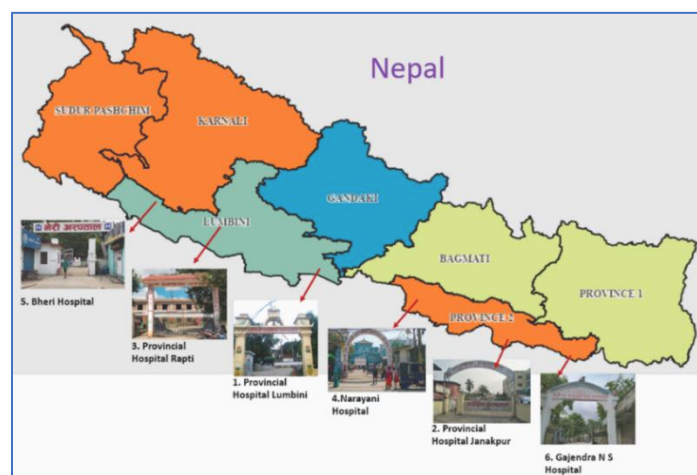 Nepal
SUDUR PASHCHIM
KARNALI
GANDAKI
LUMBINI
BAGMATI
PROVINCE 1
PROVINCE 2
भेरी अस्पताल
5. Bheri Hospital
3. Provincial
Hospital Rapti
1. Provincial
Hospital Lumbini
4.Narayani
Hospital
2. Provincial
Hospital Janakpur
6. Gajendra N S
Hospital